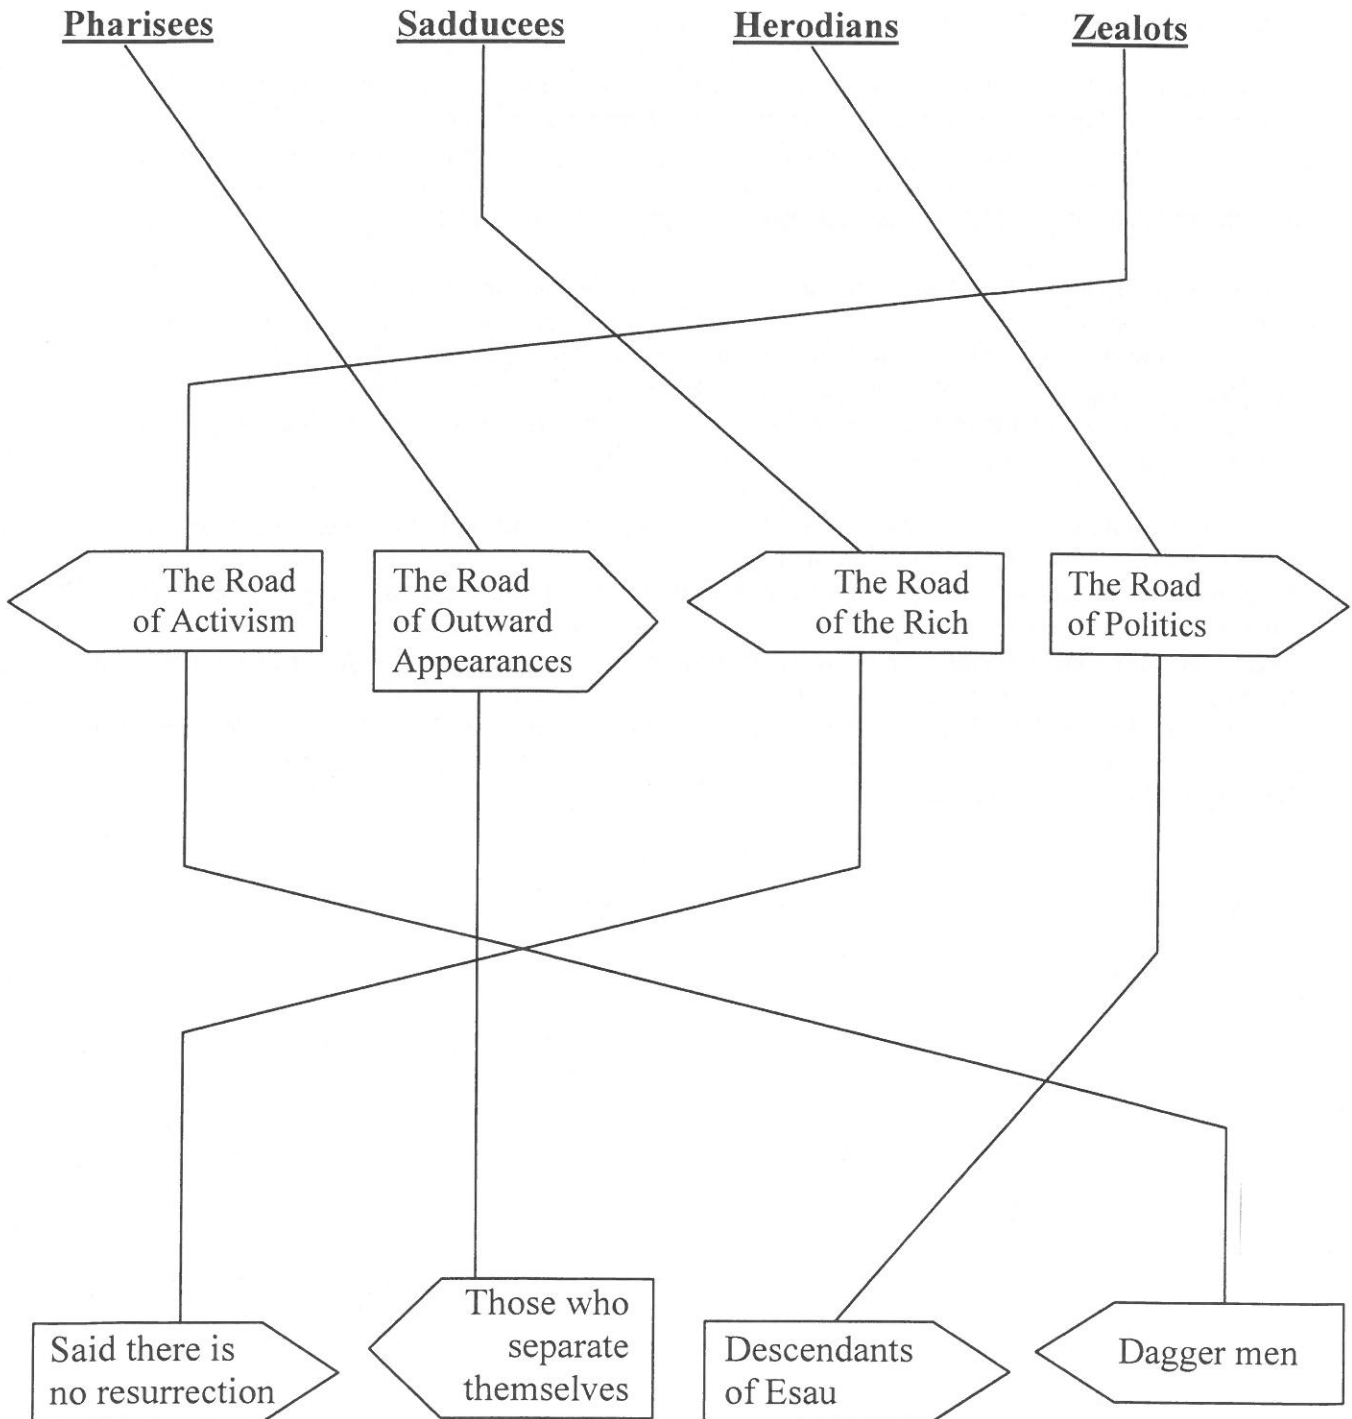 Pharisees
Sadducees
Herodians
Zealots
The Road
of Activism
The Road
of Outward
Appearances
The Road
of the Rich
The Road
of Politics
Said there is
no resurrection
Those who
separate
themselves
Descendants
of Esau
Dagger men